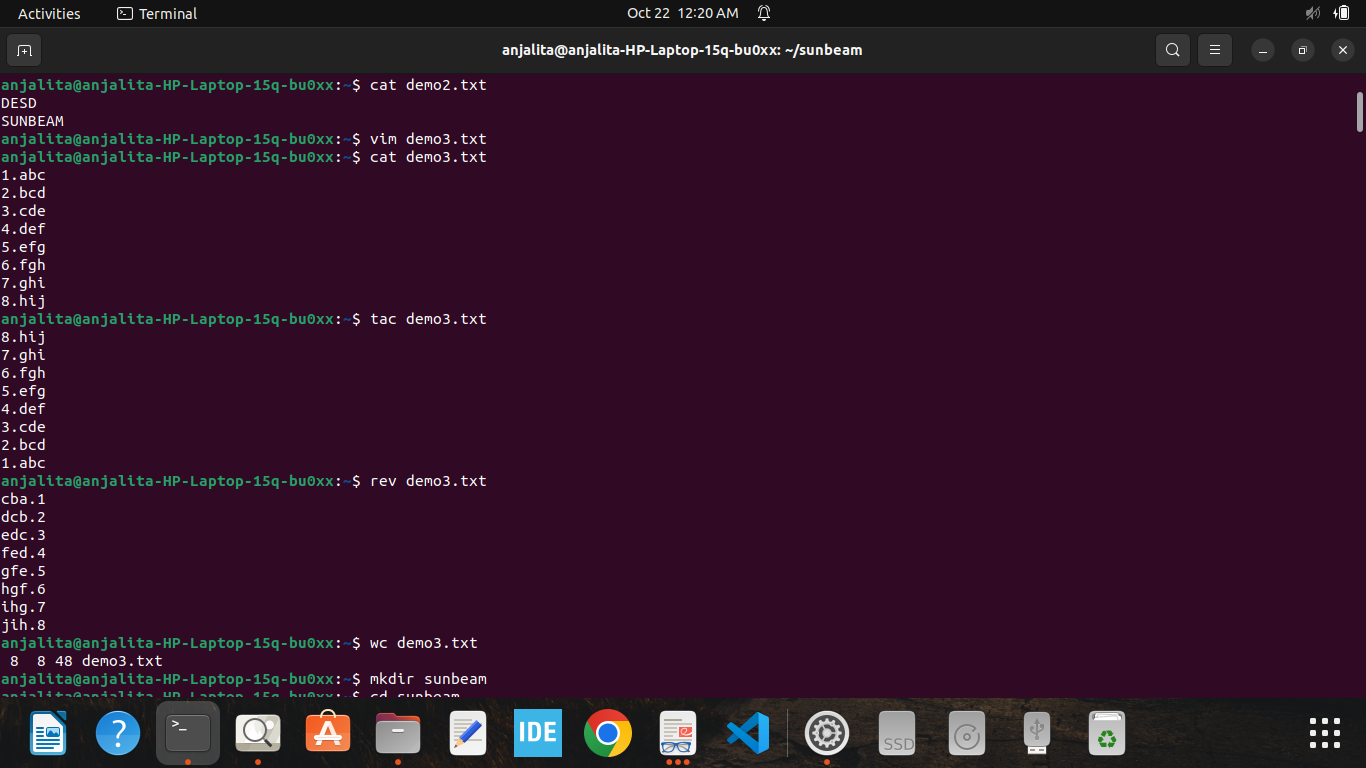 Activities Terminal Oct 22 12:20 AM
anjalita@anjalita-HP-Laptop-15q-bu0xx: ~/sunbeam
anjalita@anjalita-HP-Laptop-15q-bu0xx:~$ cat demo2.txt
DESD
SUNBEAM
anjalita@anjalita-HP-Laptop-15q-bu0xx:~$ vim demo3.txt
anjalita@anjalita-HP-Laptop-15q-bu0xx:~$ cat demo3.txt
1.abc
2.bcd
3.cde
4.def
5.efg
6.fgh
7.ghi
8.hij
anjalita@anjalita-HP-Laptop-15q-bu0xx:~$ tac demo3.txt
8.hij
7.ghi
6.fgh
5.efg
4.def
3.cde
2.bcd
1.abc
anjalita@anjalita-HP-Laptop-15q-bu0xx:~$ rev demo3.txt
cba.1
dcb.2
edc.3
fed.4
gfe.5
hgf.6
ihg.7
jih.8
anjalita@anjalita-HP-Laptop-15q-bu0xx:~$ wc demo3.txt
 8  8 48 demo3.txt
anjalita@anjalita-HP-Laptop-15q-bu0xx:~$ mkdir sunbeam
anjalita@anjalita-HP-Laptop-15q-bu0xx:~$ cd sunbeam
? >_ A IDE SSD